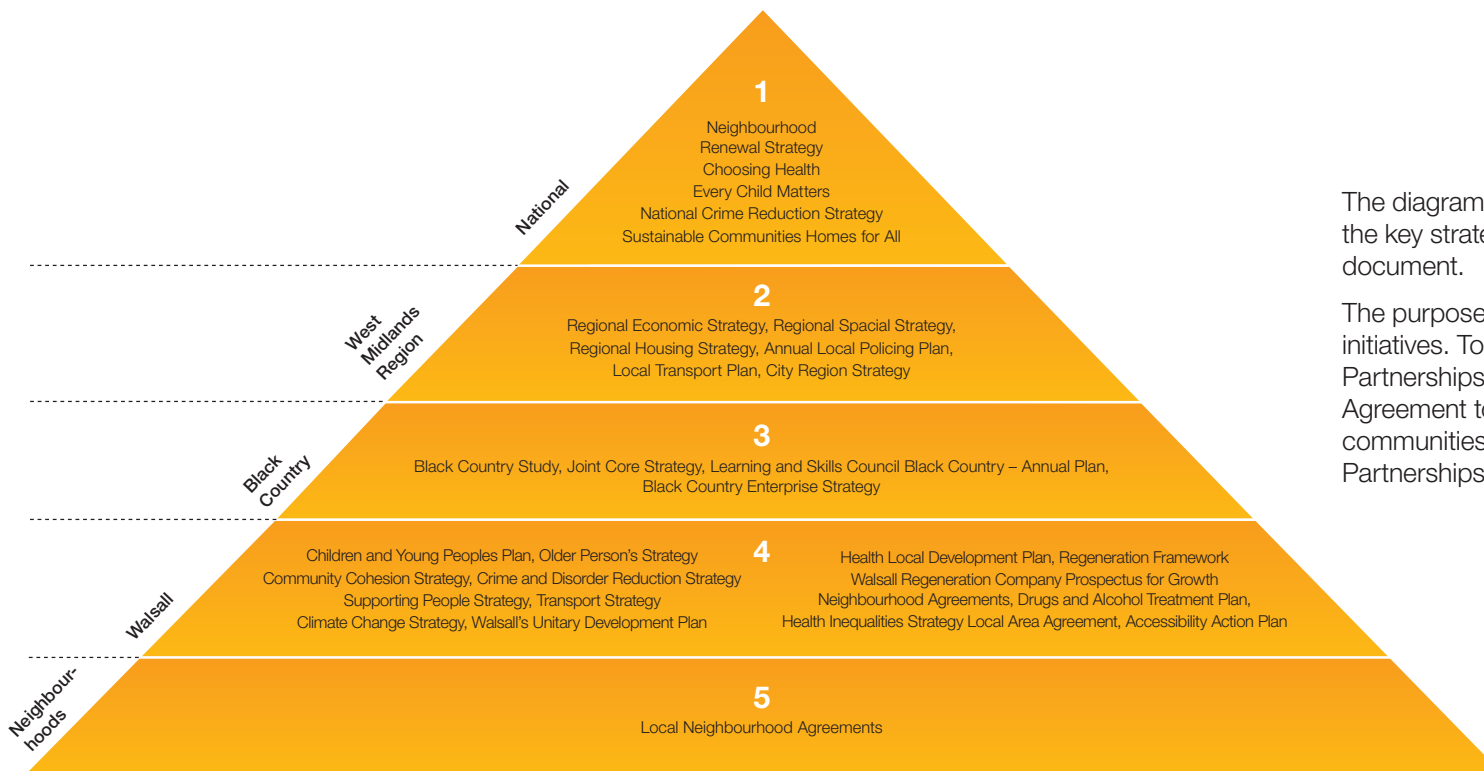 1
Neighbourhood
Renewal Strategy
Choosing Health
Every Child Matters
National Crime Reduction Strategy
Sustainable Communities Homes for All
National
2
Regional Economic Strategy, Regional Spacial Strategy,
Regional Housing Strategy, Annual Local Policing Plan,
Local Transport Plan, City Region Strategy
West
Midlands
Region
3
Black Country Study, Joint Core Strategy, Learning and Skills Council Black Country – Annual Plan,
Black Country Enterprise Strategy
Black
Country
4
Children and Young Peoples Plan, Older Person's Strategy
Community Cohesion Strategy, Crime and Disorder Reduction Strategy
Supporting People Strategy, Transport Strategy
Climate Change Strategy, Walsall's Unitary Development Plan
Health Local Development Plan, Regeneration Framework
Walsall Regeneration Company Prospectus for Growth
Neighbourhood Agreements, Drugs and Alcohol Treatment Plan,
Health Inequalities Strategy Local Area Agreement, Accessibility Action Plan
Walsall
5
Local Neighbourhood Agreements
Neighbour-
hoods
The diagram
the key strate
document.
The purpose
initiatives. To
Partnerships
Agreement t
communities
Partnerships